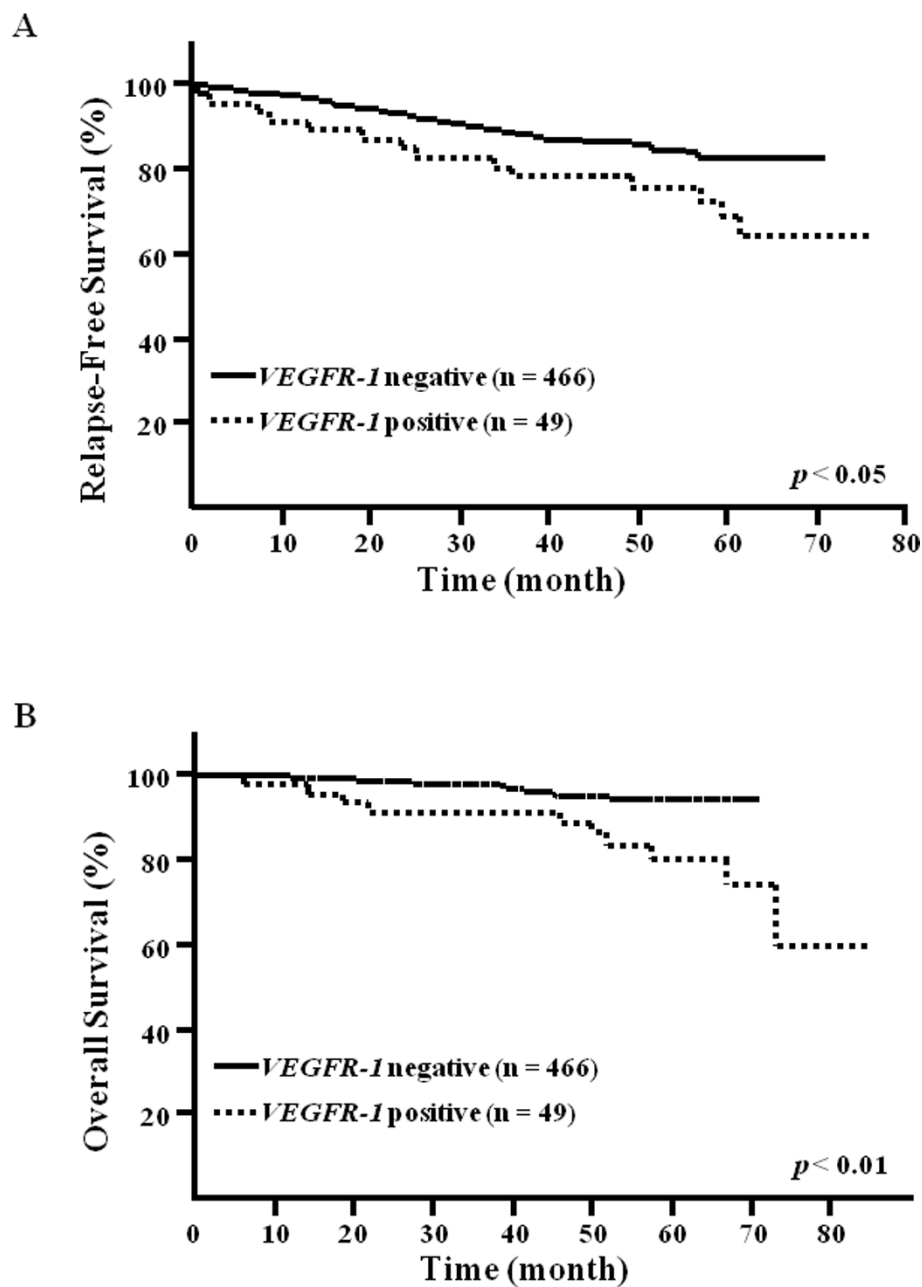 A
Relapse-Free Survival (%)
100
80
60
40
20
VEGFR-1 negative (n = 466)
VEGFR-1 positive (n = 49)
p < 0.05
0 10 20 30 40 50 60 70 80
Time (month)
B
Overall Survival (%)
100
80
60
40
20
VEGFR-1 negative (n = 466)
VEGFR-1 positive (n = 49)
p < 0.01
0 10 20 30 40 50 60 70 80
Time (month)